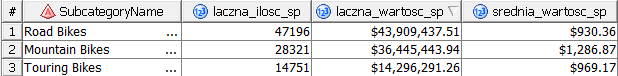 # SubcategoryName laczna_ilosc_sp laczna_wartosc_sp srednia_wartosc_sp
1 Road Bikes ... 47196 $43,909,437.51 $930.36
2 Mountain Bikes ... 28321 $36,445,443.94 $1,286.87
3 Touring Bikes ... 14751 $14,296,291.26 $969.17